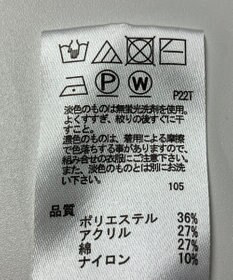 P22T
淡色のものは無蛍光洗剤を使用。
よくすすぎ、絞りの後すぐに干
すこと。
濃色のものは、着用による摩擦
で色落ちする事がありますので、
組み合せの衣服にご注意下さい。
また、淡色のものとは別にお洗
い下さい。
105
品質
ポリエステル 36%
アクリル 27%
綿 27%
ナイロン 10%